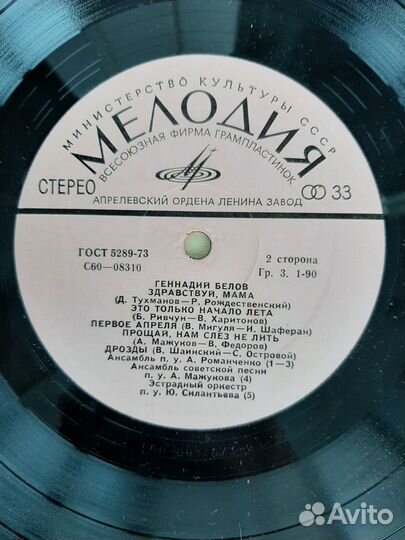 МИНИСТЕРСТВО КУЛЬТУРЫ СССР
МЕЛОДИЯ
ВСЕСОЮЗНАЯ ФИРМА ГРАМПЛАСТИНОК
СТЕРЕО
33
АПРЕЛЕВСКИЙ ОРДЕНА ЛЕНИНА ЗАВОД
ГОСТ 5289-73
С60—08310
2 сторона
Гр. 3. 1-90
ГЕННАДИЙ БЕЛОВ
ЗДРАВСТВУЙ, МАМА
(Д. Тухманов—Р. Рождественский)
ЭТО ТОЛЬКО НАЧАЛО ЛЕТА
(Б. Ривчун—В. Харитонов)
ПЕРВОЕ АПРЕЛЯ (В. Мигуля—И. Шаферан)
ПРОЩАЙ, НАМ СЛЕЗ НЕ ЛИТЬ
(А. Мажуков—В. Федоров)
ДРОЗДЫ (В. Шаинский—С. Островой)
Ансамбль п. у А. Романченко (1—3)
Ансамбль советской песни
п. у. А. Мажукова (4)
Эстрадный оркестр
п. у. Ю. Силантьева (5)
Avito